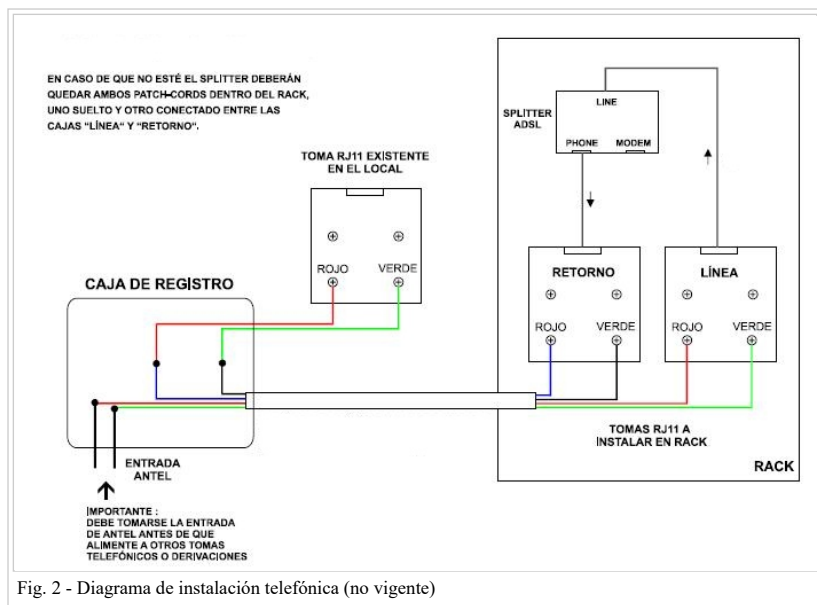 EN CASO DE QUE NO ESTÉ EL SPLITTER DEBERÁN
QUEDAR AMBOS PATCH-CORDS DENTRO DEL RACK,
UNO SUELTO Y OTRO CONECTADO ENTRE LAS
CAJAS "LÍNEA" Y "RETORNO".
TOMA RJ11 EXISTENTE
EN EL LOCAL
ROJO
VERDE
CAJA DE REGISTRO
ENTRADA
ANTEL
IMPORTANTE :
DEBE TOMARSE LA ENTRADA
DE ANTEL ANTES DE QUE
ALIMENTE A OTROS TOMAS
TELEFÓNICOS O DERIVACIONES
SPLITTER
ADSL
LINE
PHONE
MODEM
RETORNO
ROJO
VERDE
LÍNEA
ROJO
VERDE
TOMAS RJ11 A
INSTALAR EN RACK
RACK
Fig. 2 - Diagrama de instalación telefónica (no vigente)